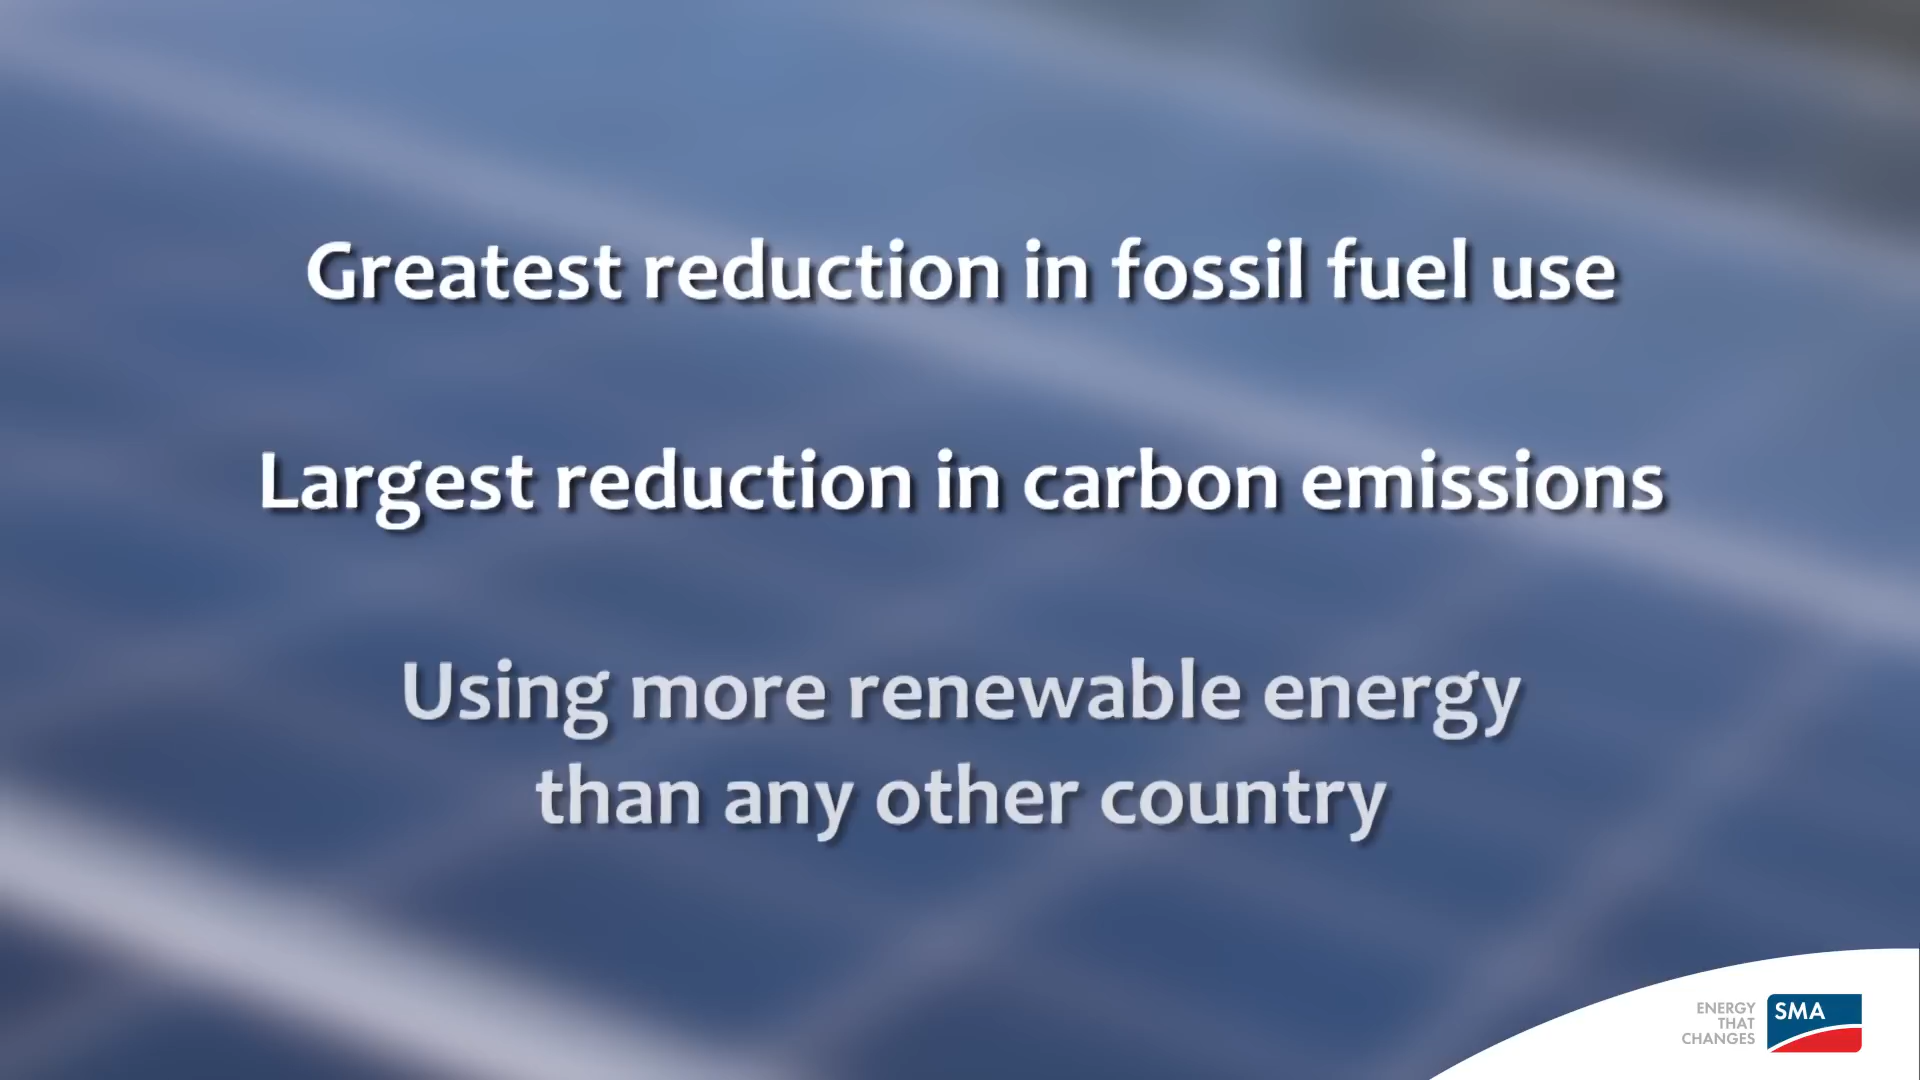 Greatest reduction in fossil fuel use
Largest reduction in carbon emissions
Using more renewable energy
than any other country
ENERGY
THAT
CHANGES
SMA